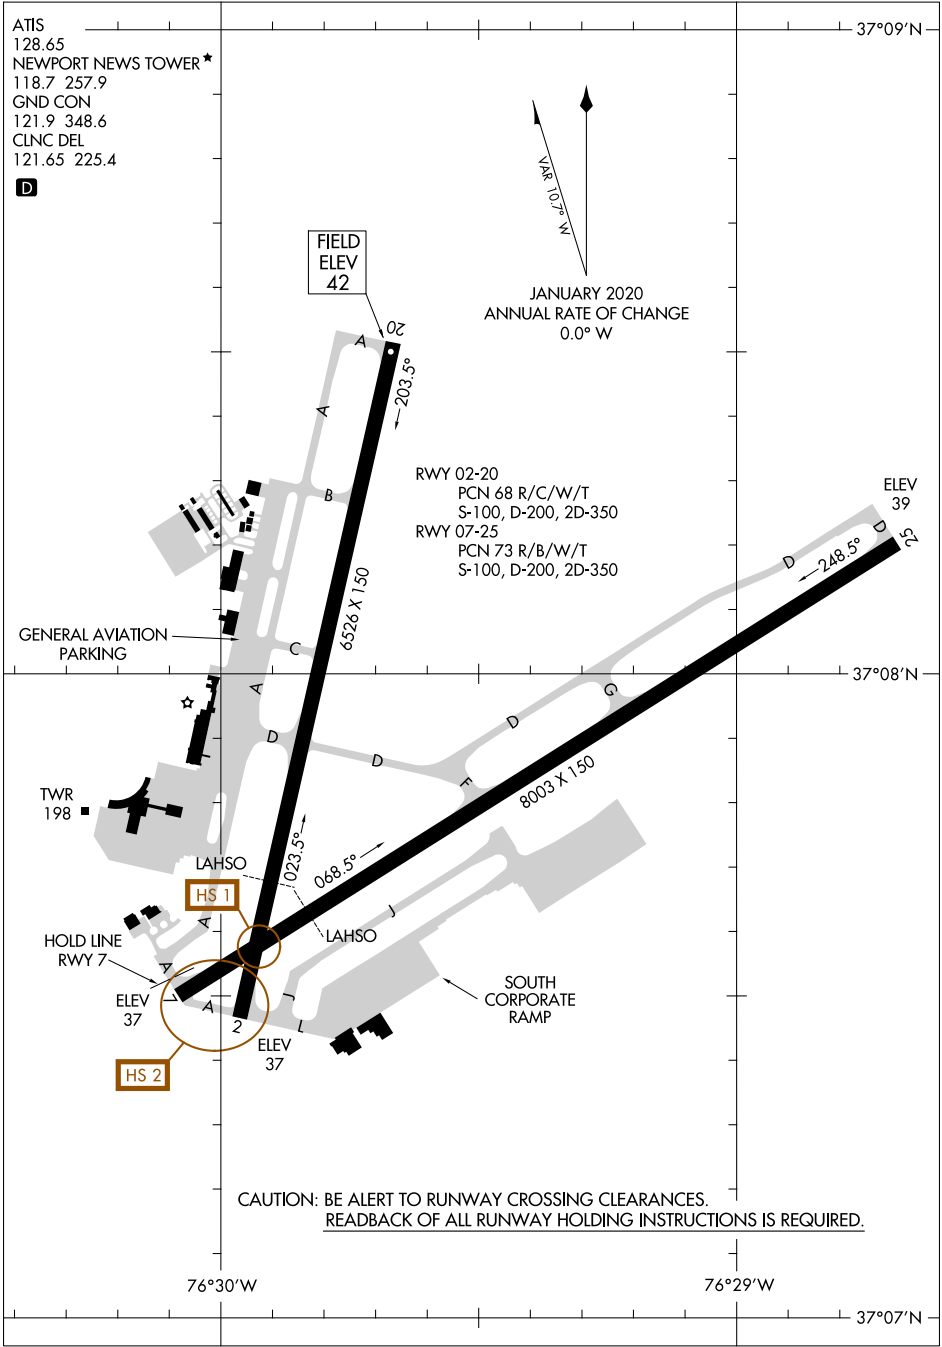 ATIS
128.65
NEWPORT NEWS TOWER★
118.7 257.9
GND CON
121.9 348.6
CLNC DEL
121.65 225.4
D
37°09'N
VAR 10.7° W
JANUARY 2020
ANNUAL RATE OF CHANGE
0.0° W
FIELD
ELEV
42
20
A
203.5°
A
B
RWY 02-20
PCN 68 R/C/W/T
S-100, D-200, 2D-350
RWY 07-25
PCN 73 R/B/W/T
S-100, D-200, 2D-350
ELEV
39
D
25
D
248.5°
6526 X 150
GENERAL AVIATION
PARKING
C
A
37°08'N
G
D
D
D
F
8003 X 150
TWR
198
023.5°
068.5°
LAHSO
HS 1
J
A
LAHSO
HOLD LINE
RWY 7
A
ELEV
37
7
A
2
J
L
ELEV
37
SOUTH
CORPORATE
RAMP
HS 2
CAUTION: BE ALERT TO RUNWAY CROSSING CLEARANCES.
READBACK OF ALL RUNWAY HOLDING INSTRUCTIONS IS REQUIRED.
76°30'W
76°29'W
37°07'N